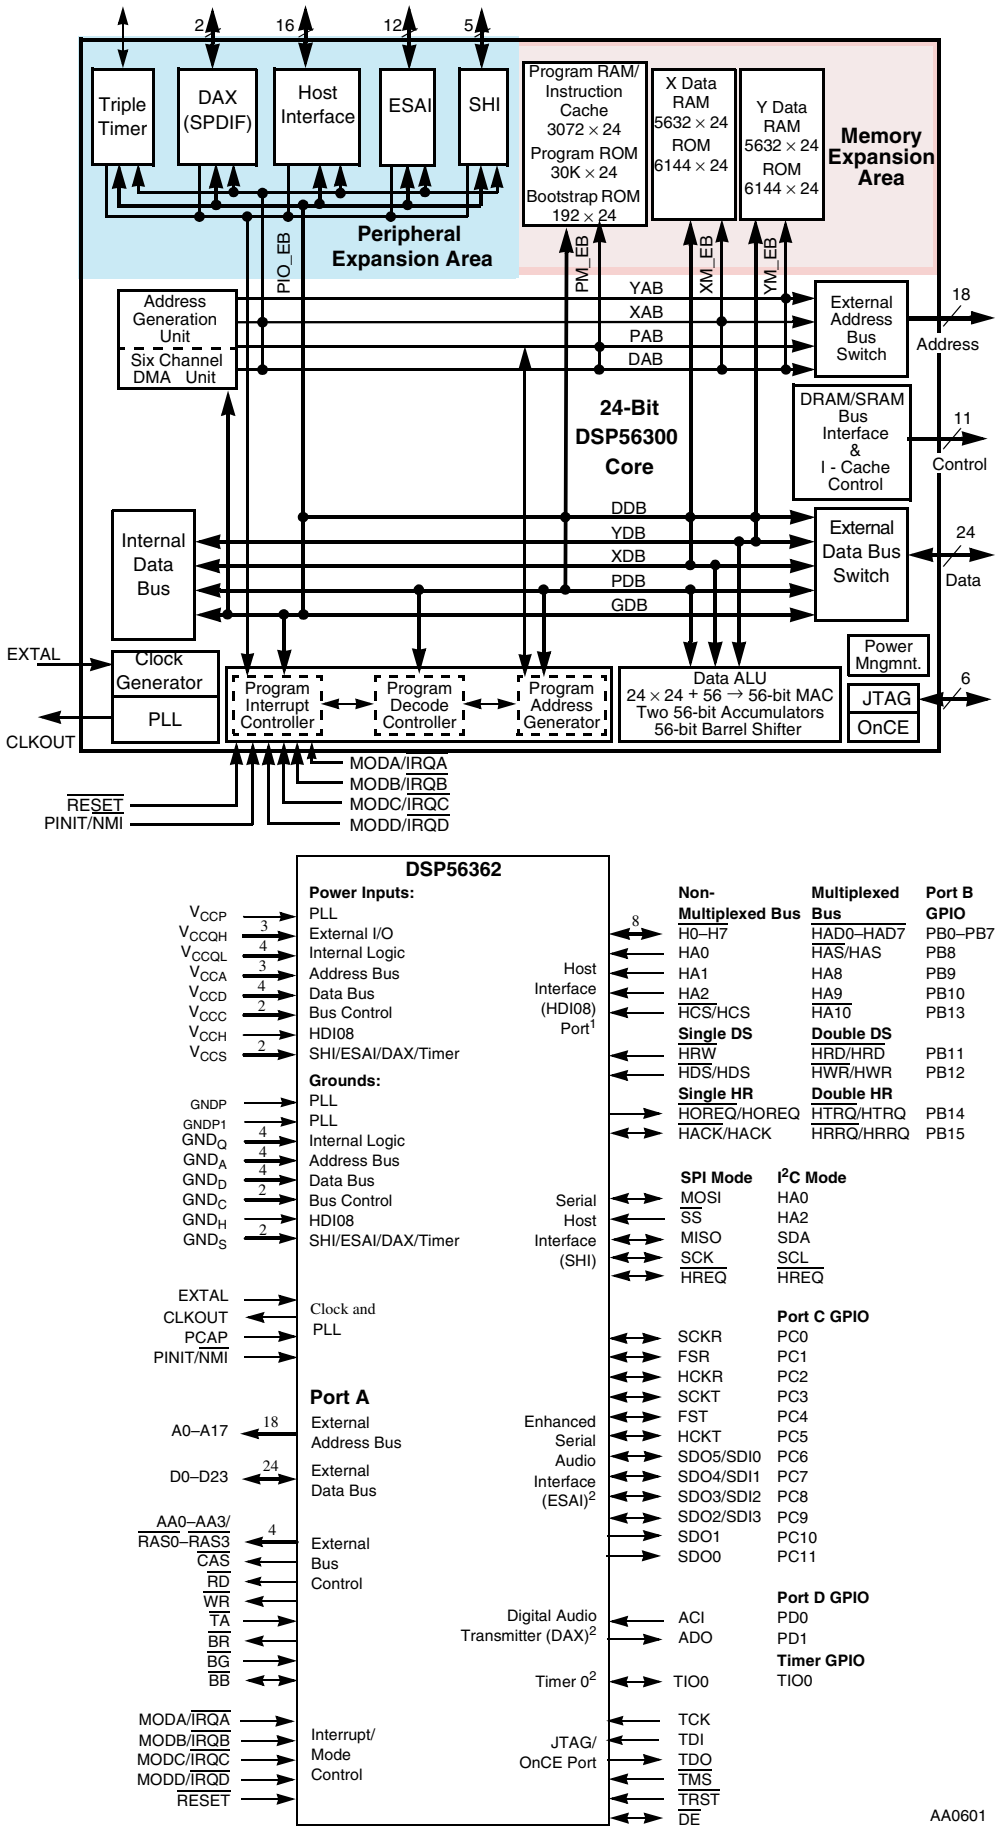 2
16
12
5
Triple
Timer
DAX
(SPDIF)
Host
Interface
ESAI
SHI
Program RAM/
Instruction
Cache
3072 × 24
Program ROM
30K × 24
Bootstrap ROM
192 × 24
X Data
RAM
5632 × 24
ROM
6144 × 24
Y Data
RAM
5632 × 24
ROM
6144 × 24
Memory
Expansion
Area
Peripheral
Expansion Area
PIO_EB
PM_EB
XM_EB
YM_EB
Address
Generation
Unit
Six Channel
DMA Unit
YAB
XAB
PAB
DAB
External
Address
Bus
Switch
18
Address
24-Bit
DSP56300
Core
DRAM/SRAM
Bus
Interface
&
I - Cache
Control
11
Control
Internal
Data
Bus
DDB
YDB
XDB
PDB
GDB
External
Data Bus
Switch
24
Data
EXTAL
CLKOUT
Clock
Generator
PLL
Program
Interrupt
Controller
Program
Decode
Controller
Program
Address
Generator
Data ALU
24 × 24 + 56 → 56-bit MAC
Two 56-bit Accumulators
56-bit Barrel Shifter
Power
Mngmnt.
JTAG
OnCE
6
MODA/IRQA
MODB/IRQB
MODC/IRQC
MODD/IRQD
RESET
PINIT/NMI
DSP56362
Power Inputs:
VCCP PLL
VCCQH 3 External I/O
VCCQL 4 Internal Logic
VCCA 3 Address Bus
VCCD 4 Data Bus
VCCC 2 Bus Control
VCCH HDI08
VCCS 2 SHI/ESAI/DAX/Timer
Grounds:
GNDP PLL
GNDP1 PLL
GNDQ 4 Internal Logic
GNDA 4 Address Bus
GNDD 4 Data Bus
GNDC 2 Bus Control
GNDH HDI08
GNDS 2 SHI/ESAI/DAX/Timer
EXTAL
CLKOUT
PCAP
PINIT/NMI
Clock and
PLL
Port A
A0–A17 18 External
Address Bus
D0–D23 24 External
Data Bus
AA0–AA3/
RAS0–RAS3 4
CAS
RD
WR
TA
BR
BG
BB
External
Bus
Control
MODA/IRQA
MODB/IRQB
MODC/IRQC
MODD/IRQD
RESET
Interrupt/
Mode
Control
Host
Interface
(HDI08)
Port1
8
Non- Multiplexed Port B
Multiplexed Bus Bus GPIO
H0–H7 HAD0–HAD7 PB0–PB7
HA0 HAS/HAS PB8
HA1 HA8 PB9
HA2 HA9 PB10
HCS/HCS HA10 PB13
Single DS Double DS
HRW HRD/HRD PB11
HDS/HDS HWR/HWR PB12
Single HR Double HR
HOREQ/HOREQ HTRQ/HTRQ PB14
HACK/HACK HRRQ/HRRQ PB15
Serial
Host
Interface
(SHI)
SPI Mode I2C Mode
MOSI HA0
SS HA2
MISO SDA
SCK SCL
HREQ HREQ
Enhanced
Serial
Audio
Interface
(ESAI)2
Port C GPIO
SCKR PC0
FSR PC1
HCKR PC2
SCKT PC3
FST PC4
HCKT PC5
SDO5/SDI0 PC6
SDO4/SDI1 PC7
SDO3/SDI2 PC8
SDO2/SDI3 PC9
SDO1 PC10
SDO0 PC11
Port D GPIO
Digital Audio
Transmitter (DAX)2
ACI PD0
ADO PD1
Timer GPIO
Timer 02 TIO0 TIO0
JTAG/
OnCE Port
TCK
TDI
TDO
TMS
TRST
DE
AA0601